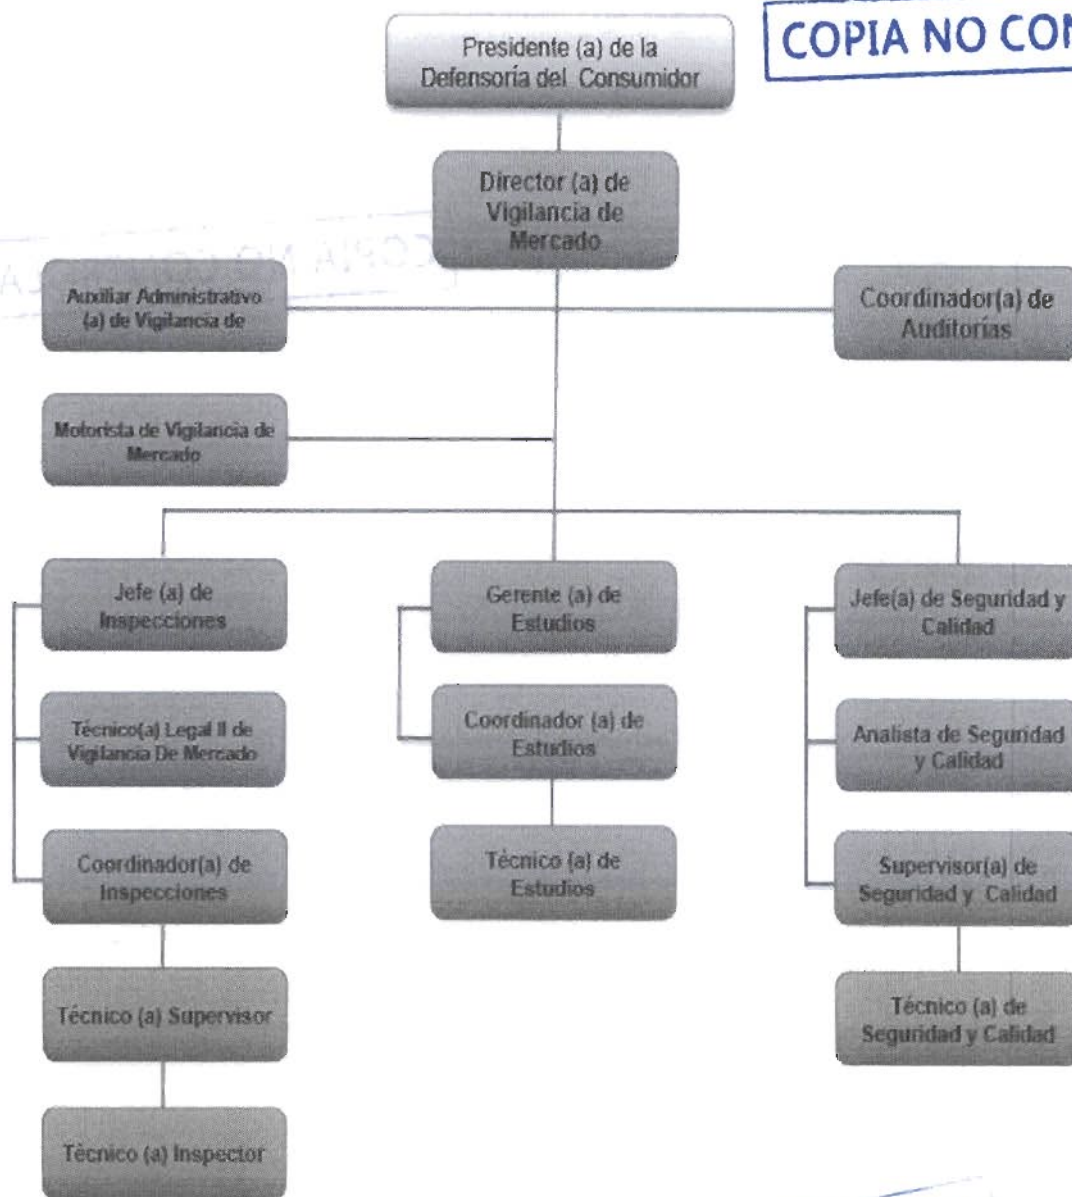 Presidente (a) de la
Defensoría del Consumidor
COPIA NO
Director (a) de
Vigilancia de
Mercado
Auxiliar Administrativo
(a) de Vigilancia de
Coordinador(a) de
Auditorías
Motorista de Vigilancia de
Mercado
Jefe (a) de
Inspecciones
Gerente (a) de
Estudios
Jefe(a) de Seguridad y
Calidad
Técnico(a) Legal II de
Vigilancia De Mercado
Coordinador (a) de
Estudios
Analista de Seguridad
y Calidad
Coordinador(a) de
Inspecciones
Técnico (a) de
Estudios
Supervisor(a) de
Seguridad y Calidad
Técnico (a) Supervisor
Técnico (a) de
Seguridad y Calidad
Técnico (a) Inspector